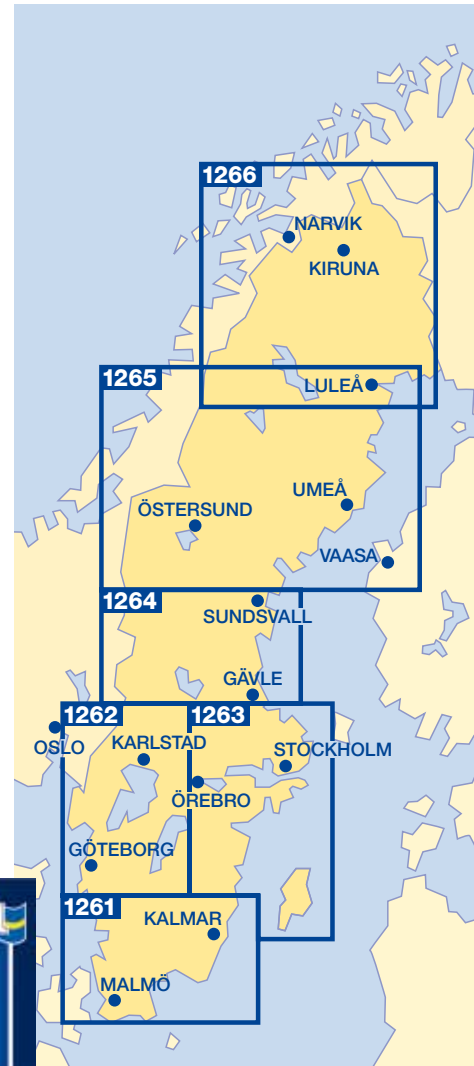 1266
NARVIK
KIRUNA
1265
LULEÅ
UMEÅ
ÖSTERSUND
VAASA
1264
SUNDSVALL
GÄVLE
1262
1263
OSLO
KARLSTAD
STOCKHOLM
ÖREBRO
GÖTEBORG
1261
KALMAR
MALMÖ